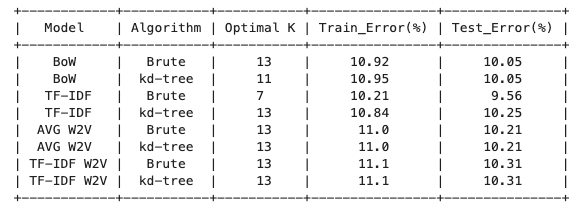 +------------+-----------+-----------+----------------+---------------+
|   Model    | Algorithm | Optimal K | Train_Error(%) | Test_Error(%) |
+------------+-----------+-----------+----------------+---------------+
|    BoW     |   Brute   |     13    |     10.92      |     10.05     |
|    BoW     |  kd-tree  |     11    |     10.95      |     10.05     |
|   TF-IDF   |   Brute   |     7     |     10.21      |      9.56     |
|   TF-IDF   |  kd-tree  |     13    |     10.84      |     10.25     |
|  AVG W2V   |   Brute   |     13    |      11.0      |     10.21     |
|  AVG W2V   |  kd-tree  |     13    |      11.0      |     10.21     |
| TF-IDF W2V |   Brute   |     13    |      11.1      |     10.31     |
| TF-IDF W2V |  kd-tree  |     13    |      11.1      |     10.31     |
+------------+-----------+-----------+----------------+---------------+